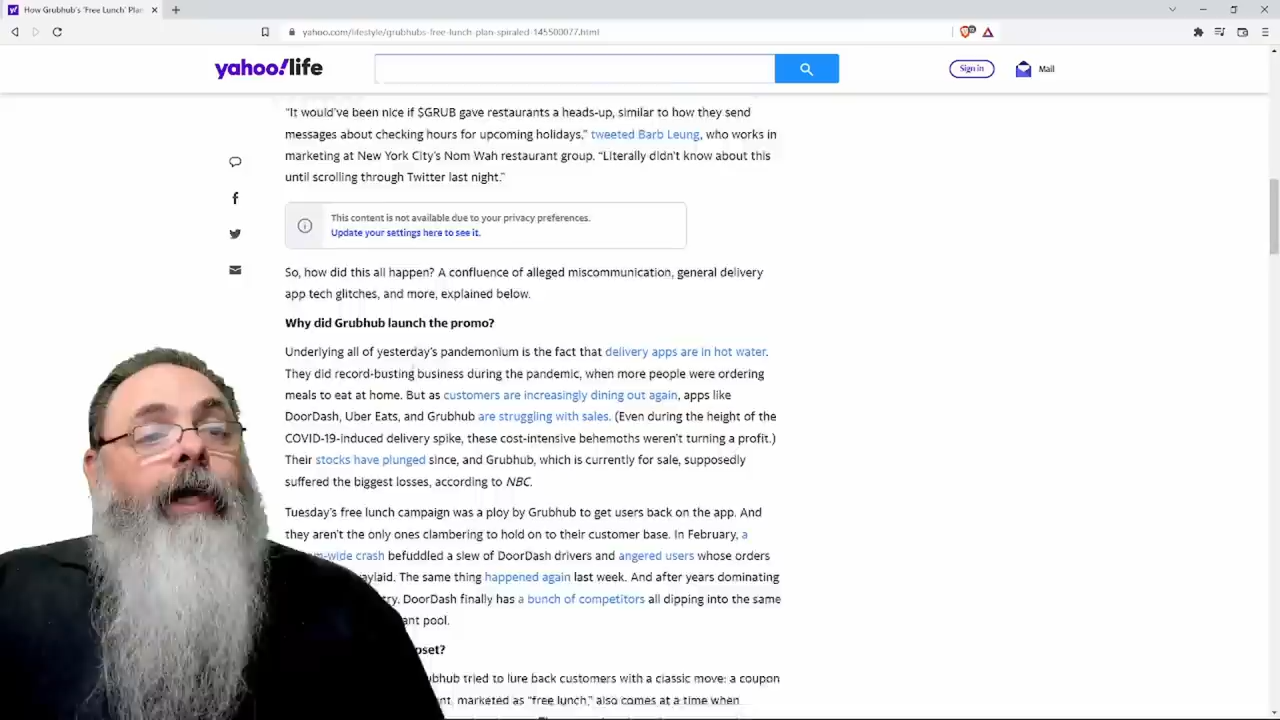 How Grubhub's 'Free Lunch' Plan
yahoo.com/lifestyle/grubhubs-free-lunch-plan-spiraled-145500077.html
yahoo!life
Sign in
Mail
“It would’ve been nice if $GRUB gave restaurants a heads-up, similar to how they send
messages about checking hours for upcoming holidays,” tweeted Barb Leung, who works in
marketing at New York City’s Nom Wah restaurant group. “Literally didn’t know about this
until scrolling through Twitter last night.”
This content is not available due to your privacy preferences.
Update your settings here to see it.
So, how did this all happen? A confluence of alleged miscommunication, general delivery
app tech glitches, and more, explained below.
Why did Grubhub launch the promo?
Underlying all of yesterday’s pandemonium is the fact that delivery apps are in hot water.
They did record-busting business during the pandemic, when more people were ordering
meals to eat at home. But as customers are increasingly dining out again, apps like
DoorDash, Uber Eats, and Grubhub are struggling with sales. (Even during the height of the
COVID-19-induced delivery spike, these cost-intensive behemoths weren’t turning a profit.)
Their stocks have plunged since, and Grubhub, which is currently for sale, supposedly
suffered the biggest losses, according to NBC.
Tuesday’s free lunch campaign was a ploy by Grubhub to get users back on the app. And
they aren’t the only ones clambering to hold on to their customer base. In February, a
-wide crash befuddled a slew of DoorDash drivers and angered users whose orders
waylaid. The same thing happened again last week. And after years dominating
DoorDash finally has a bunch of competitors all dipping into the same
pool.
tried to lure back customers with a classic move: a coupon
marketed as “free lunch,” also comes at a time when